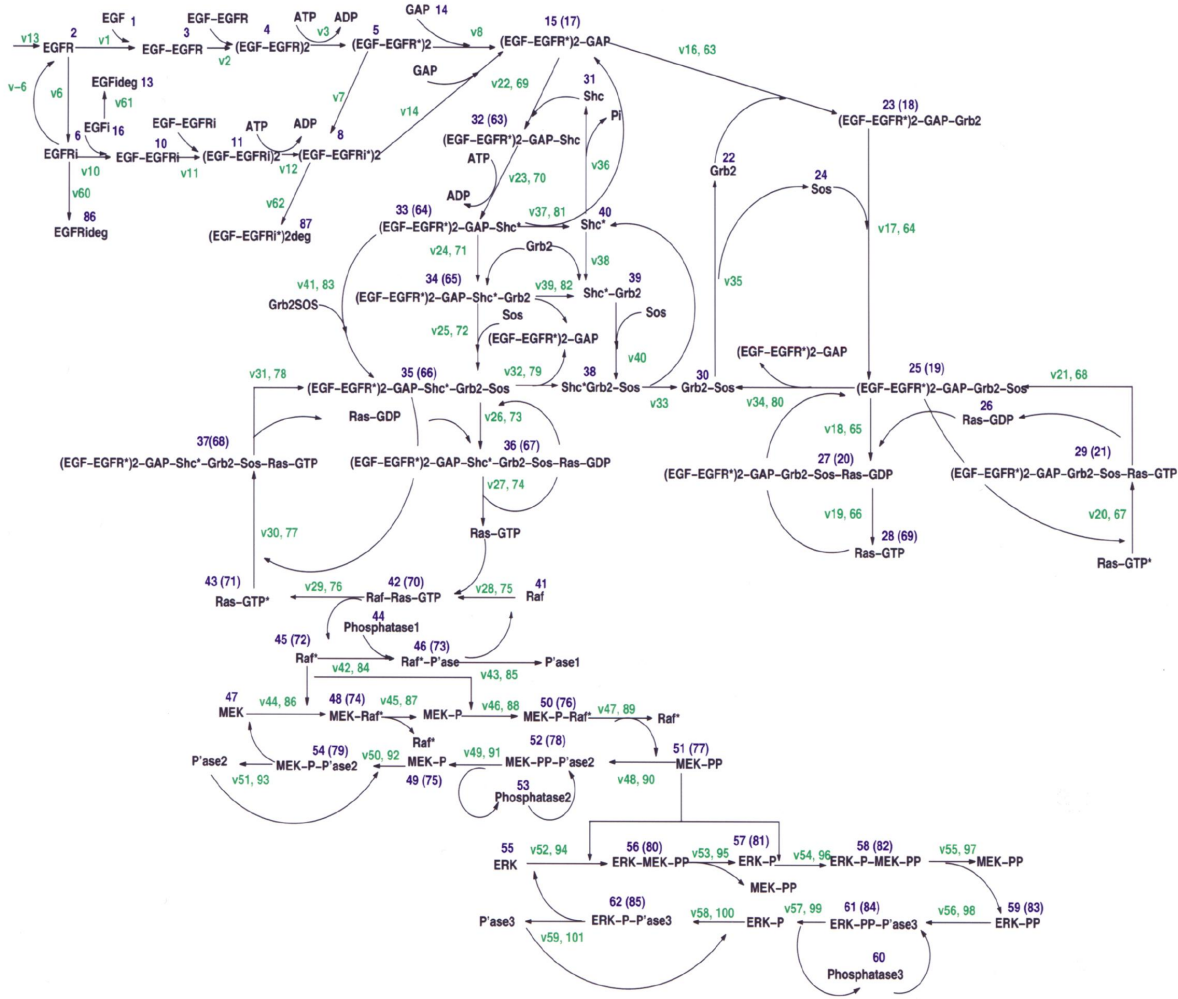 EGF 1
EGF-EGFR
ATP
ADP
GAP 14
2
3
4
5
15 (17)
v13
EGFR
v1
EGF-EGFR
v2
(EGF-EGFR)2
v3
(EGF-EGFR*)2
v8
(EGF-EGFR*)2-GAP
v16, 63
v-6
v6
EGFideg 13
v61
EGFi
16
GAP
v7
v14
v22, 69
31
Shc
Pi
23 (18)
(EGF-EGFR*)2-GAP-Grb2
6
EGFRi
v10
10
EGF-EGFRi
EGF-EGFRi
v11
11
(EGF-EGFRi)2
ATP
ADP
v12
8
(EGF-EGFRi*)2
32 (63)
(EGF-EGFR*)2-GAP-Shc
ATP
ADP
v23, 70
v36
22
Grb2
24
Sos
v60
86
EGFRideg
v62
87
(EGF-EGFRi*)2deg
33 (64)
(EGF-EGFR*)2-GAP-Shc*
v37, 81
40
Shc*
v17, 64
v24, 71
Grb2
v38
v35
v41, 83
Grb2SOS
34 (65)
(EGF-EGFR*)2-GAP-Shc*-Grb2
v39, 82
39
Shc*-Grb2
Sos
Sos
v25, 72
(EGF-EGFR*)2-GAP
v40
(EGF-EGFR*)2-GAP
v31, 78
35 (66)
(EGF-EGFR*)2-GAP-Shc*-Grb2-Sos
v32, 79
38
Shc*Grb2-Sos
v33
30
Grb2-Sos
v34, 80
25 (19)
(EGF-EGFR*)2-GAP-Grb2-Sos
v21, 68
Ras-GDP
v26, 73
26
Ras-GDP
v18, 65
37(68)
(EGF-EGFR*)2-GAP-Shc*-Grb2-Sos-Ras-GTP
36 (67)
(EGF-EGFR*)2-GAP-Shc*-Grb2-Sos-Ras-GDP
27 (20)
(EGF-EGFR*)2-GAP-Grb2-Sos-Ras-GDP
29 (21)
(EGF-EGFR*)2-GAP-Grb2-Sos-Ras-GTP
v27, 74
v19, 66
v20, 67
v30, 77
Ras-GTP
28 (69)
Ras-GTP
Ras-GTP*
43 (71)
Ras-GTP*
v29, 76
42 (70)
Raf-Ras-GTP
v28, 75
41
Raf
44
Phosphatase1
45 (72)
Raf*
v42, 84
46 (73)
Raf*-P'ase
v43, 85
P'ase1
47
MEK
v44, 86
48 (74)
MEK-Raf*
v45, 87
MEK-P
v46, 88
50 (76)
MEK-P-Raf*
v47, 89
Raf*
Raf*
P'ase2
v51, 93
54 (79)
MEK-P-P'ase2
v50, 92
MEK-P
49 (75)
v49, 91
52 (78)
MEK-PP-P'ase2
v48, 90
51 (77)
MEK-PP
53
Phosphatase2
55
ERK
v52, 94
56 (80)
ERK-MEK-PP
v53, 95
57 (81)
ERK-P
v54, 96
58 (82)
ERK-P-MEK-PP
v55, 97
MEK-PP
MEK-PP
P'ase3
v59, 101
62 (85)
ERK-P-P'ase3
v58, 100
ERK-P
v57, 99
61 (84)
ERK-PP-P'ase3
v56, 98
59 (83)
ERK-PP
60
Phosphatase3